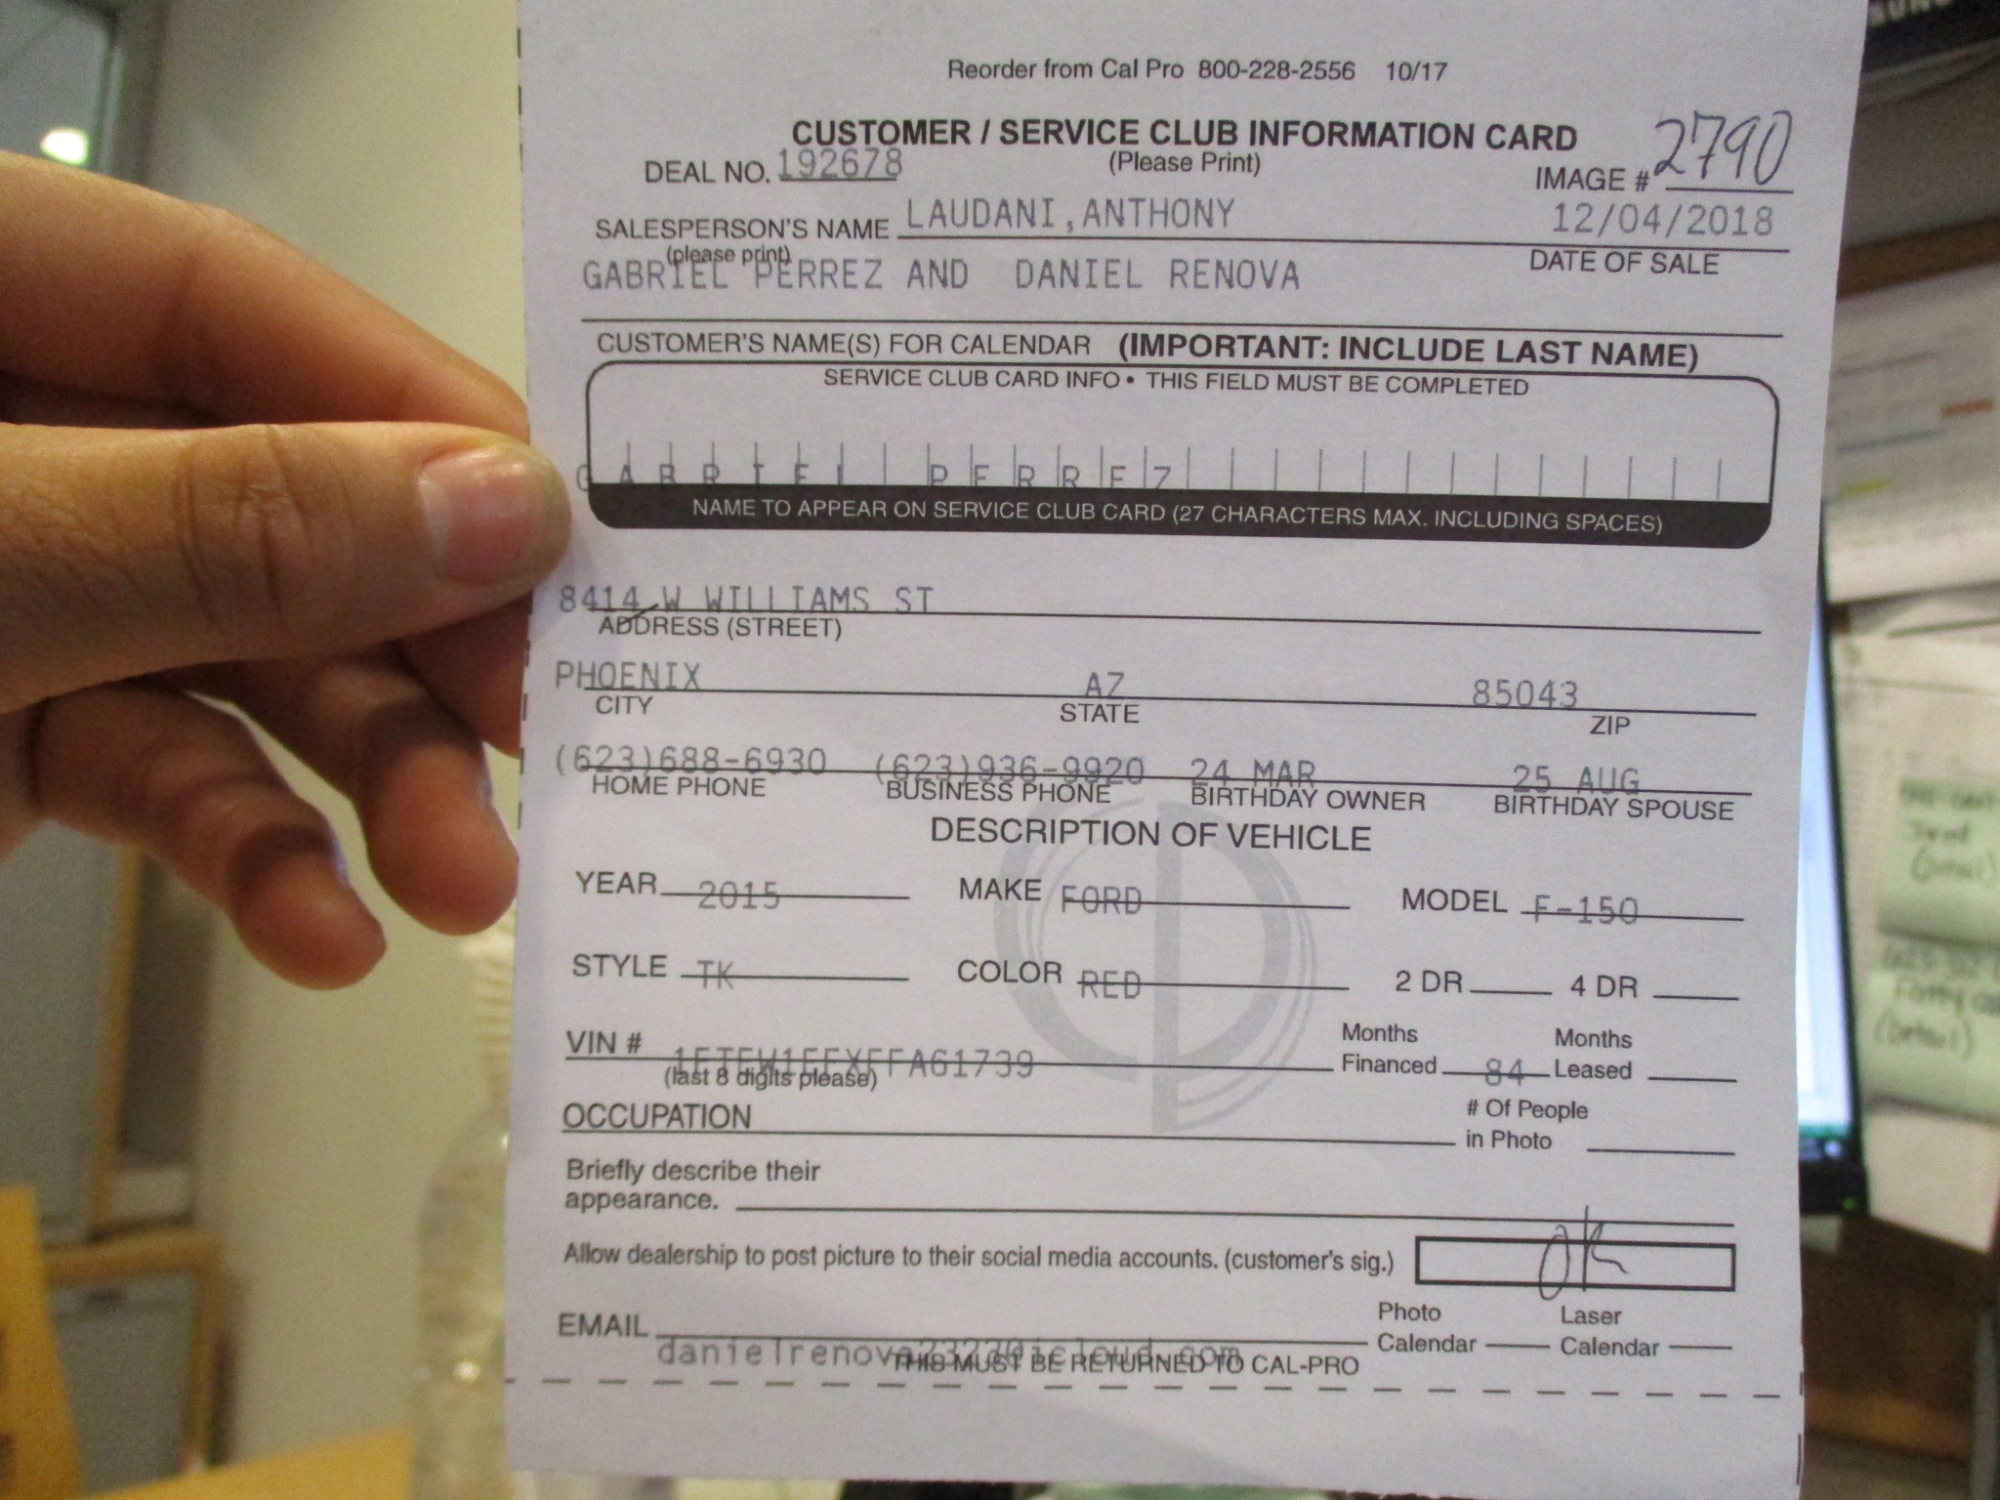 Reorder from Cal Pro 800-228-2556 10/17
CUSTOMER / SERVICE CLUB INFORMATION CARD
DEAL NO. 192678 (Please Print) IMAGE # 2790
SALESPERSON'S NAME LAUDANI,ANTHONY 12/04/2018
(please print) DATE OF SALE
GABRIEL PERREZ AND DANIEL RENOVA
CUSTOMER'S NAME(S) FOR CALENDAR (IMPORTANT: INCLUDE LAST NAME)
SERVICE CLUB CARD INFO • THIS FIELD MUST BE COMPLETED
GABRIEL PERREZ
NAME TO APPEAR ON SERVICE CLUB CARD (27 CHARACTERS MAX. INCLUDING SPACES)
8414 W WILLIAMS ST
ADDRESS (STREET)
PHOENIX AZ 85043
CITY STATE ZIP
(623)688-6930 (623)936-9920 24 MAR 25 AUG
HOME PHONE BUSINESS PHONE BIRTHDAY OWNER BIRTHDAY SPOUSE
DESCRIPTION OF VEHICLE
YEAR 2015 MAKE FORD MODEL F-150
STYLE TK COLOR RED 2 DR 4 DR
VIN # 1FTEW1EFXFFA61739 Months Financed 84 Months Leased
(last 8 digits please)
OCCUPATION # Of People in Photo
Briefly describe their
appearance.
Allow dealership to post picture to their social media accounts. (customer's sig.) OK
EMAIL Photo Calendar Laser Calendar
THIS MUST BE RETURNED TO CAL-PRO